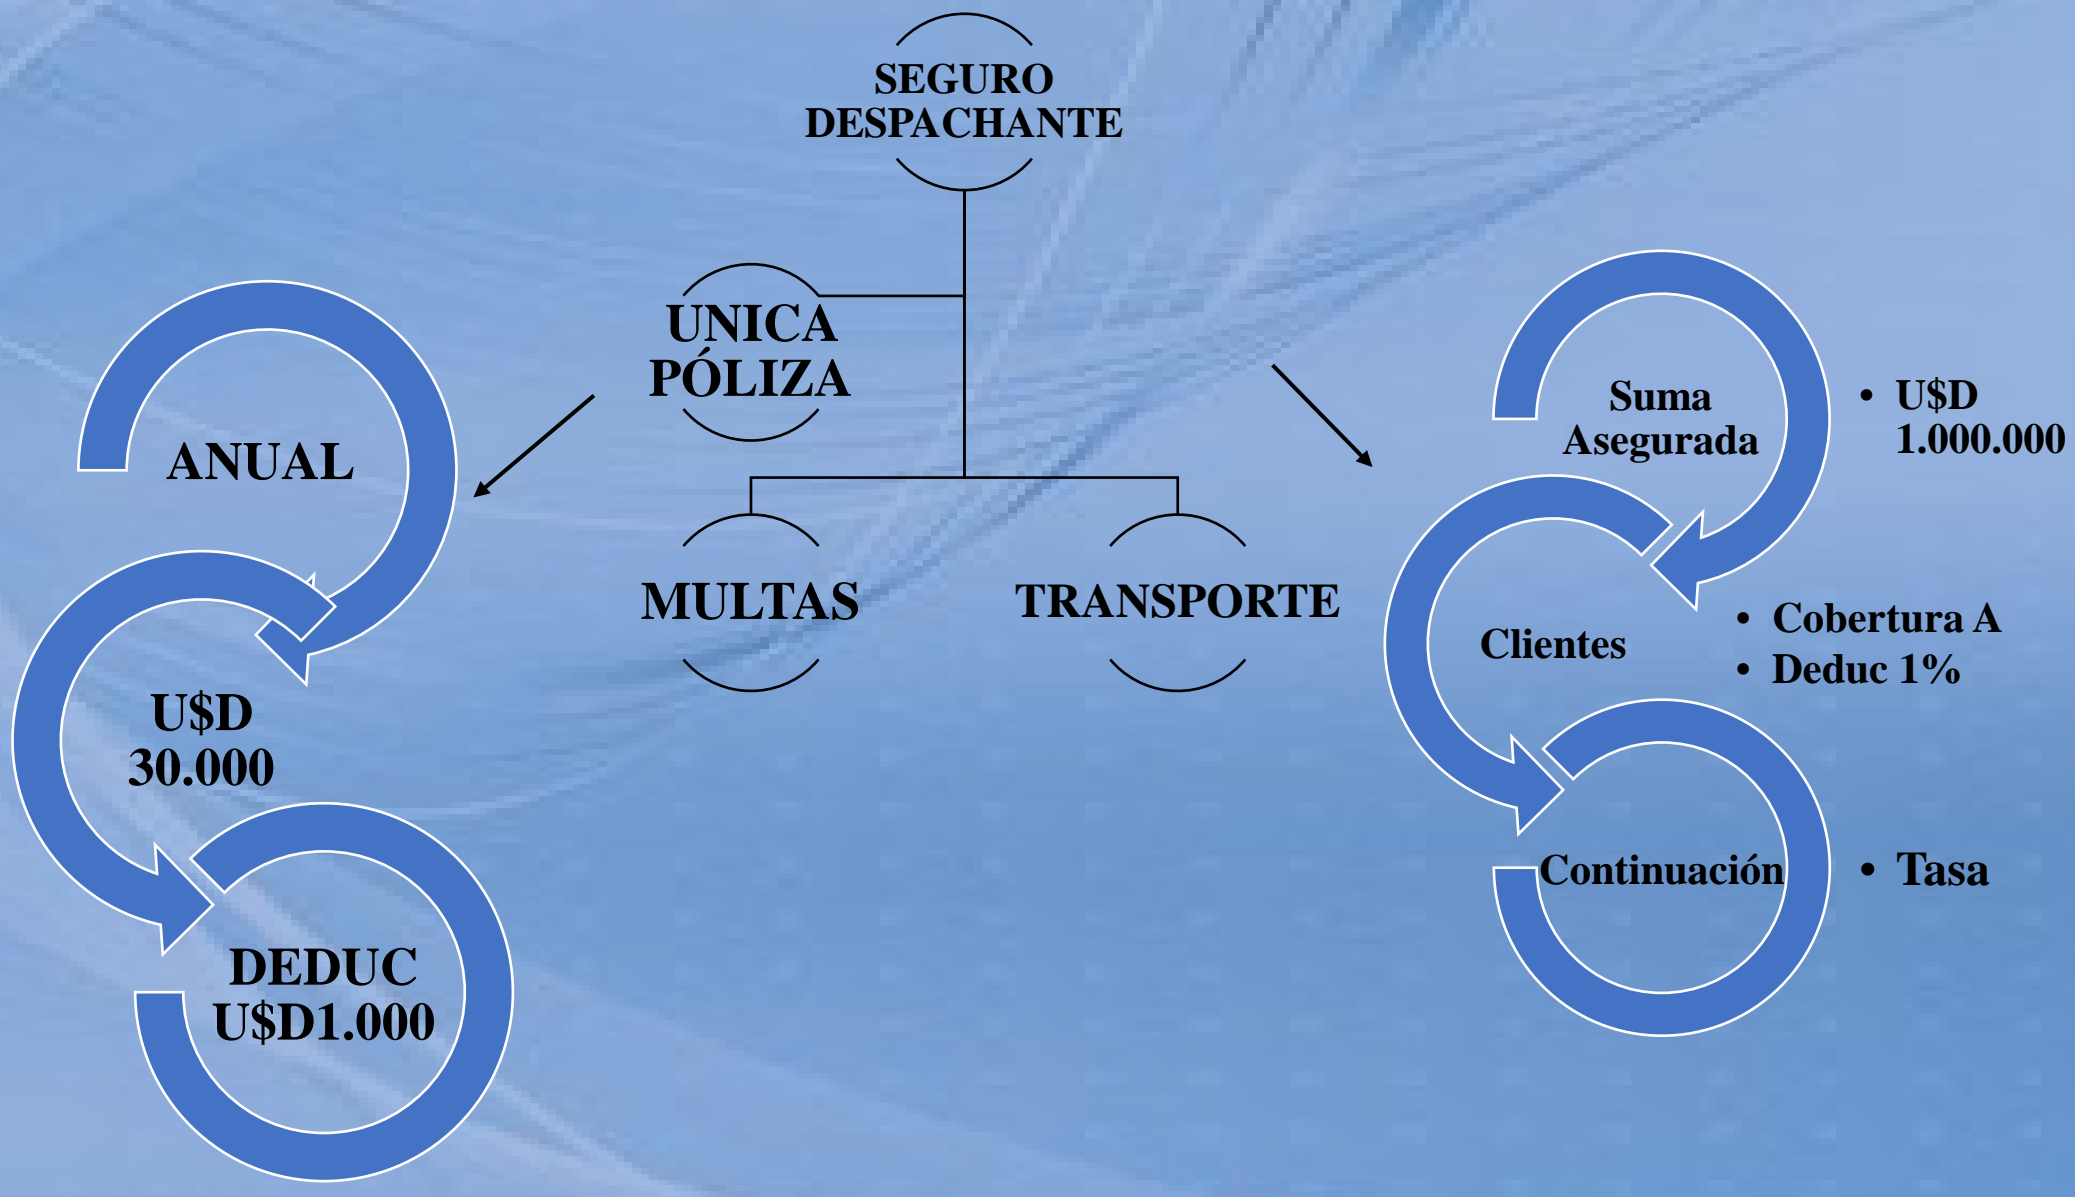 SEGURO
DESPACHANTE
UNICA
PÓLIZA
MULTAS
TRANSPORTE
ANUAL
U$D
30.000
DEDUC
U$D1.000
Suma
Asegurada
• U$D
1.000.000
Clientes
• Cobertura A
• Deduc 1%
Continuación
• Tasa